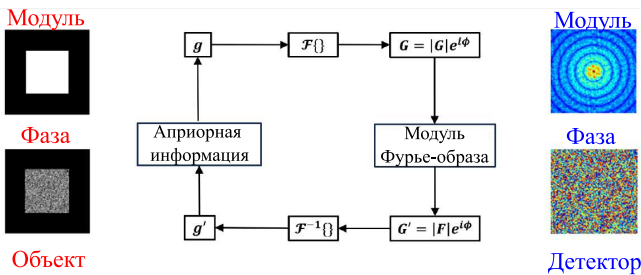 Модуль
Фаза
Объект
g
ℱ{}
G = |G|e^{iϕ}
Априорная
информация
Модуль
Фурье-образа
g′
ℱ⁻¹{}
G′ = |F|e^{iϕ}
Модуль
Фаза
Детектор